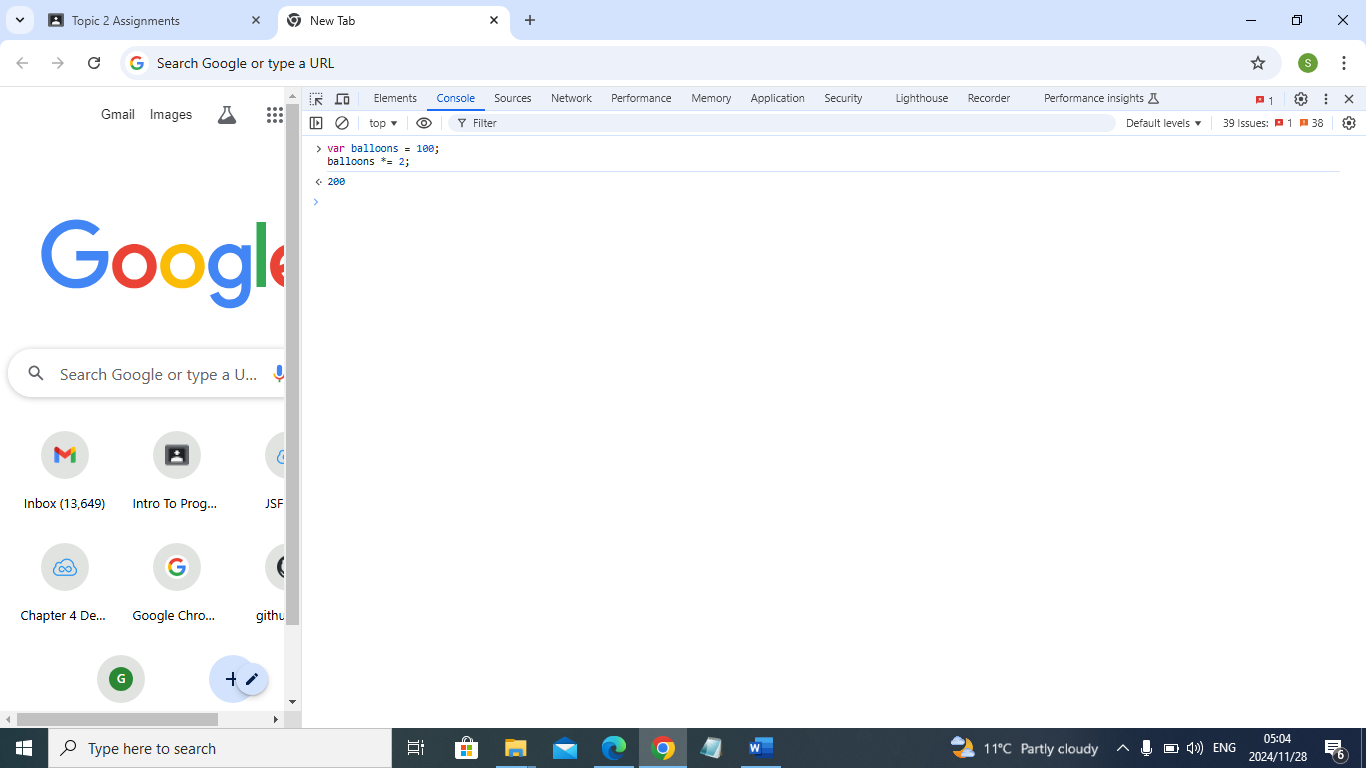 Topic 2 Assignments
New Tab
Search Google or type a URL
S
Gmail Images
Elements Console Sources Network Performance Memory Application Security Lighthouse Recorder Performance insights 1
top Filter Default levels 39 Issues: 1 38
var balloons = 100;
balloons *= 2;
200
Google
Search Google or type a U...
Inbox (13,649) Intro To Prog... JSF
Chapter 4 De... Google Chro... githu
G
Type here to search
11°C Partly cloudy
ENG
05:04
2024/11/28
6